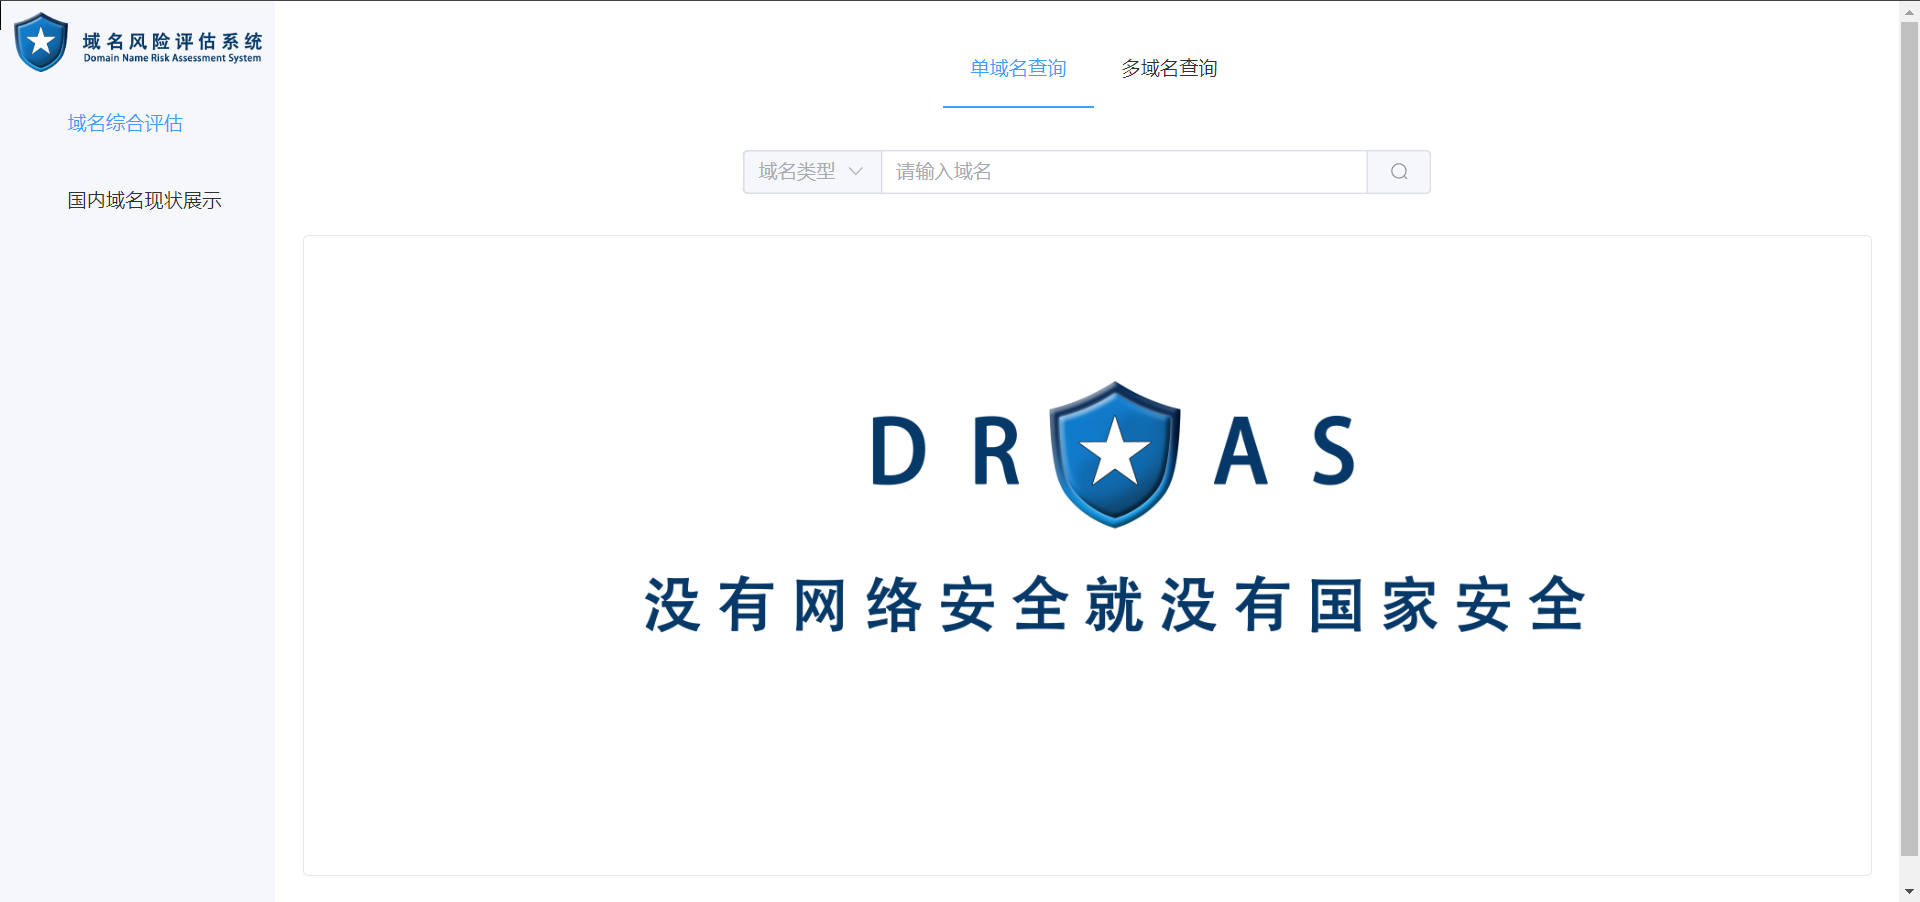 域名风险评估系统
Domain Name Risk Assessment System
域名综合评估
国内域名现状展示
单域名查询
多域名查询
域名类型
请输入域名
D R A S
没有网络安全就没有国家安全